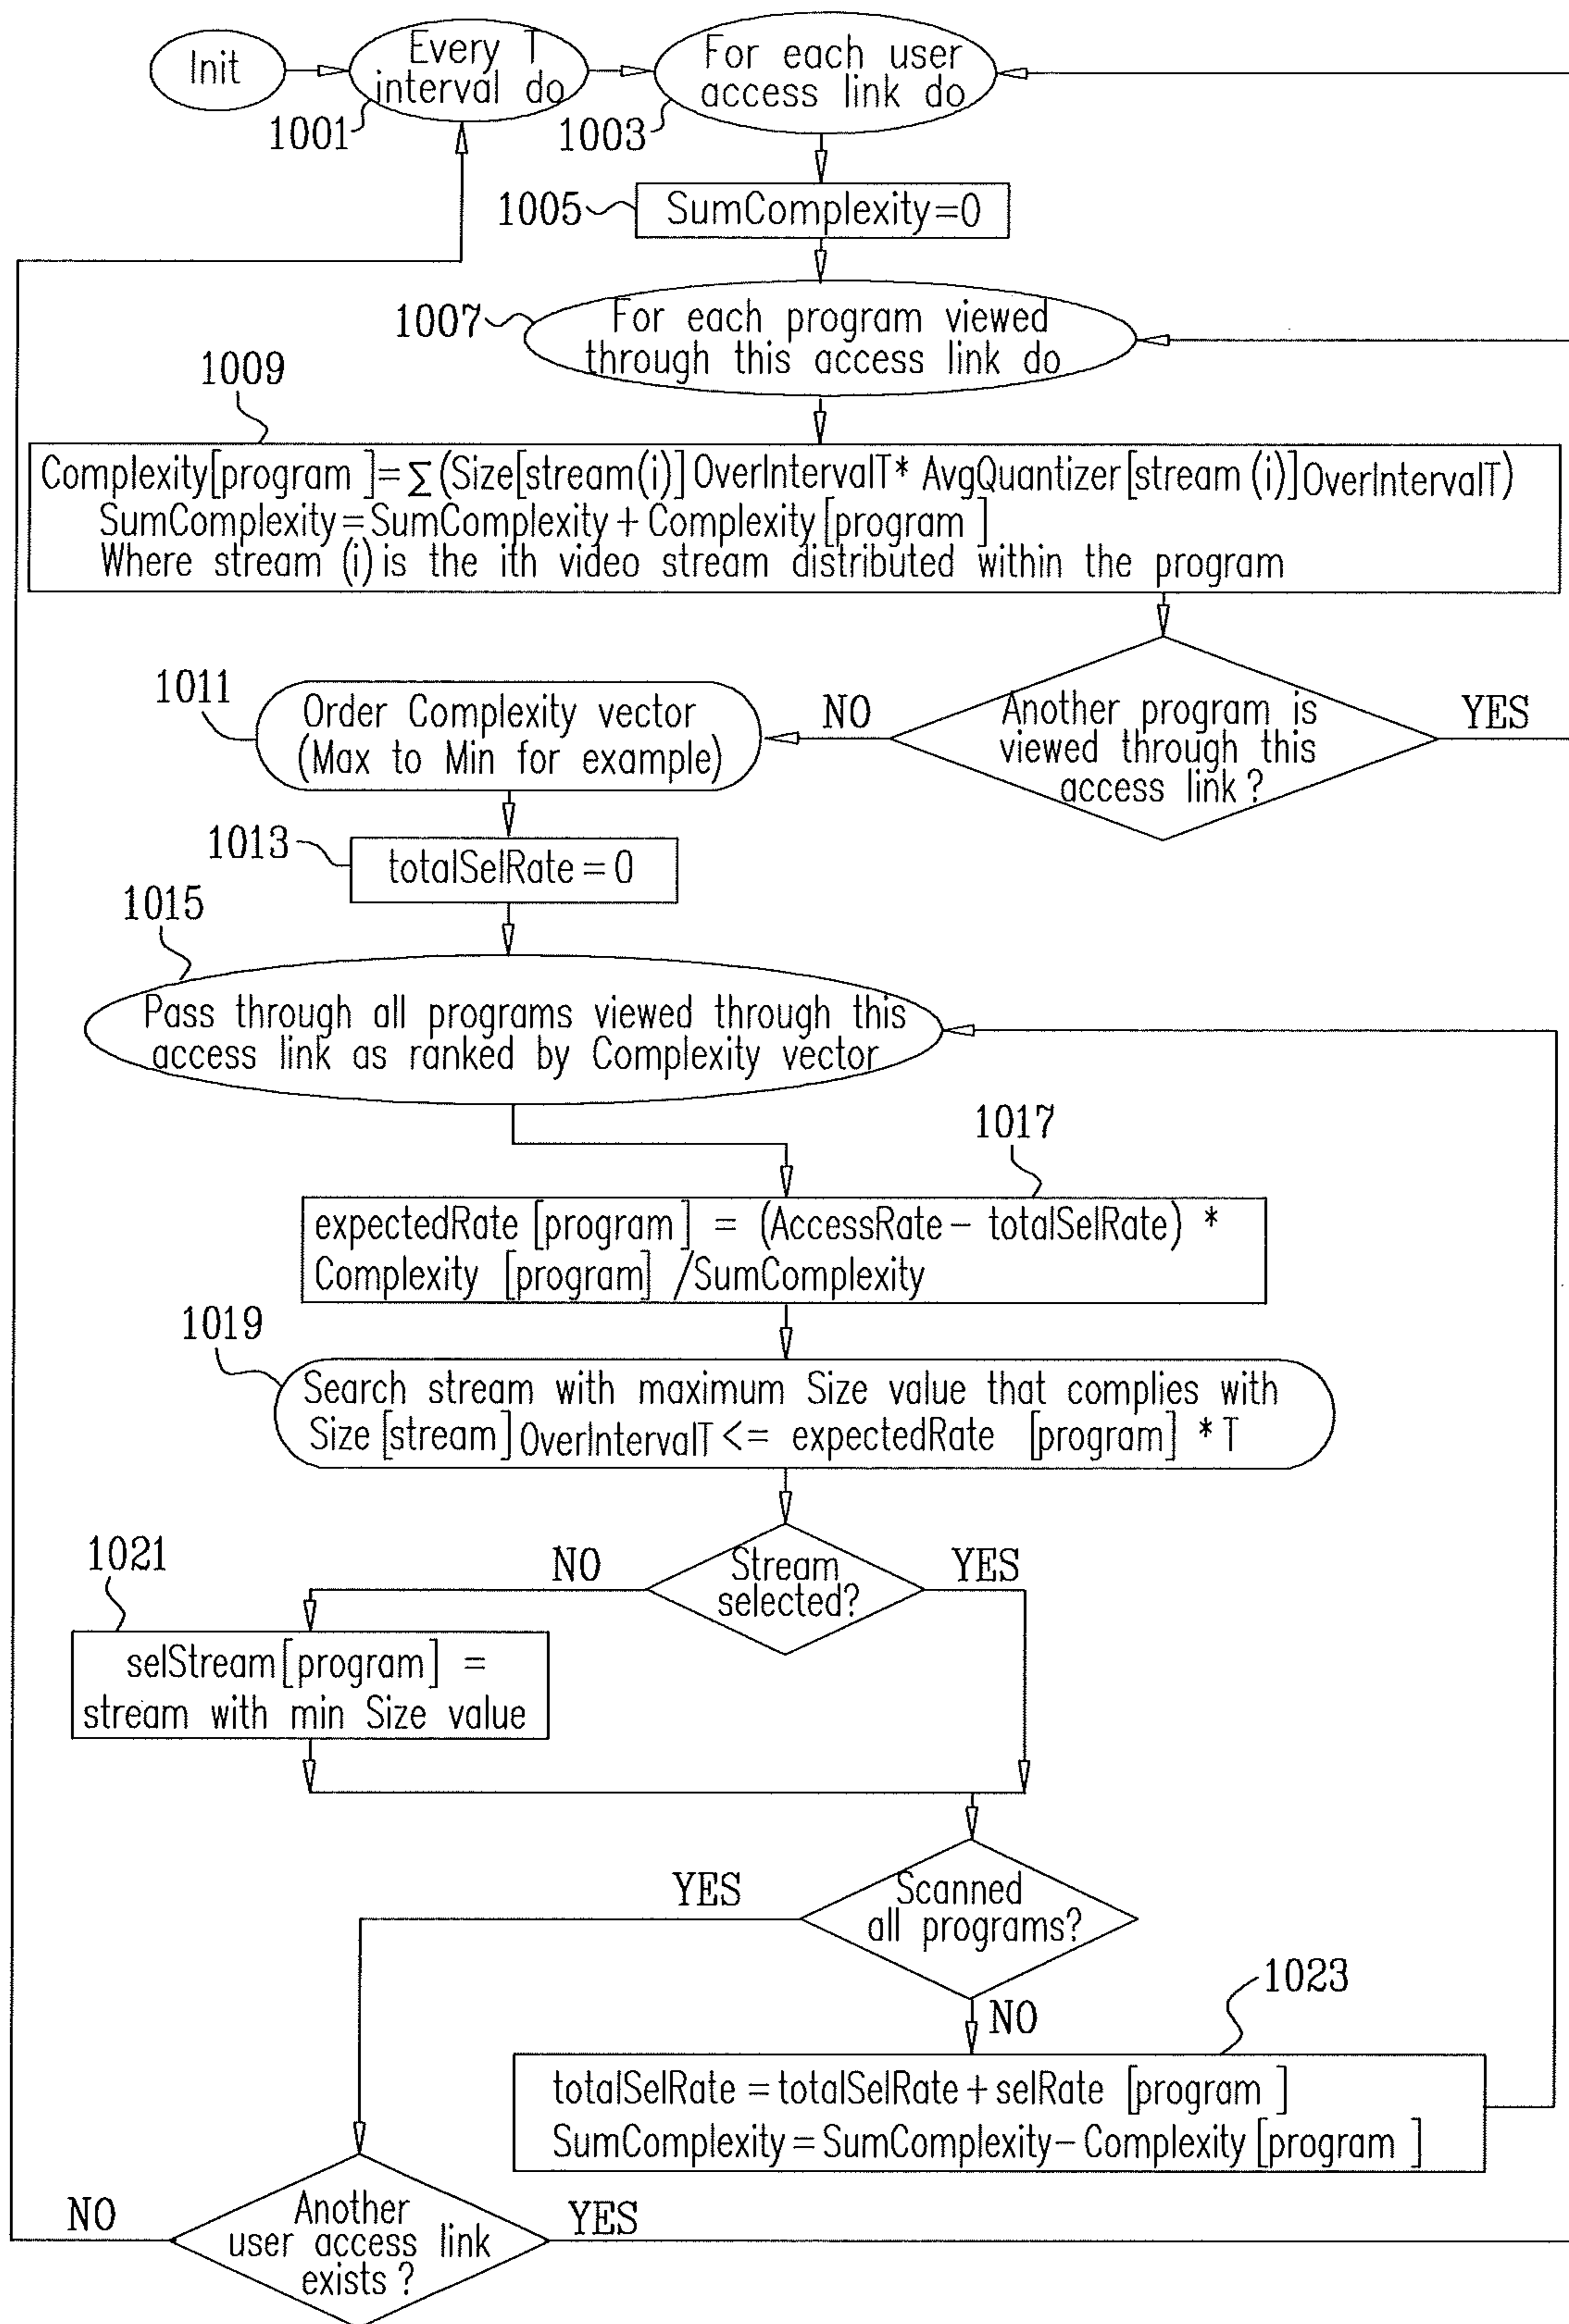 Init
Every T
interval do
1001
For each user
access link do
1003
1005
SumComplexity=0
1007
For each program viewed
through this access link do
1009
Complexity[program ]=∑(Size[stream(i)]OverIntervalT* AvgQuantizer[stream (i)]OverIntervalT)
SumComplexity=SumComplexity+Complexity[program ]
Where stream (i) is the ith video stream distributed within the program
1011
Order Complexity vector
(Max to Min for example)
NO
Another program is
viewed through this
access link?
YES
1013
totalSelRate=0
1015
Pass through all programs viewed through this
access link as ranked by Complexity vector
1017
expectedRate [program ] = (AccessRate- totalSelRate) *
Complexity [program] /SumComplexity
1019
Search stream with maximum Size value that complies with
Size [stream] OverIntervalT <= expectedRate [program] * T
1021
NO
Stream
selected?
YES
selStream[program] =
stream with min Size value
YES
Scanned
all programs?
NO
1023
totalSelRate=totalSelRate+selRate [program ]
SumComplexity=SumComplexity-Complexity[program ]
NO
Another
user access link
exists?
YES